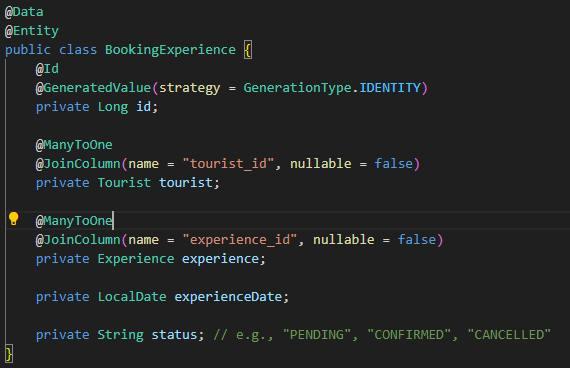 @Data
@Entity
public class BookingExperience {
    @Id
    @GeneratedValue(strategy = GenerationType.IDENTITY)
    private Long id;

    @ManyToOne
    @JoinColumn(name = "tourist_id", nullable = false)
    private Tourist tourist;

    @ManyToOne
    @JoinColumn(name = "experience_id", nullable = false)
    private Experience experience;

    private LocalDate experienceDate;

    private String status; // e.g., "PENDING", "CONFIRMED", "CANCELLED"
}